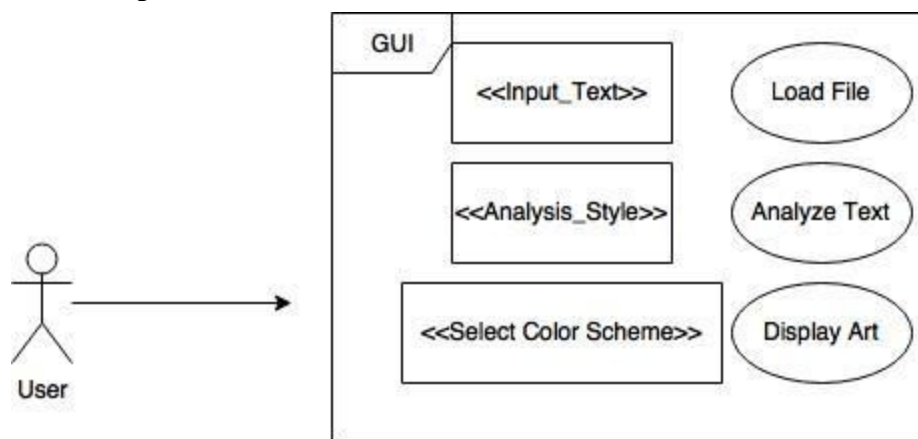 GUI
<<Input_Text>>
Load File
<<Analysis_Style>>
Analyze Text
<<Select Color Scheme>>
Display Art
User